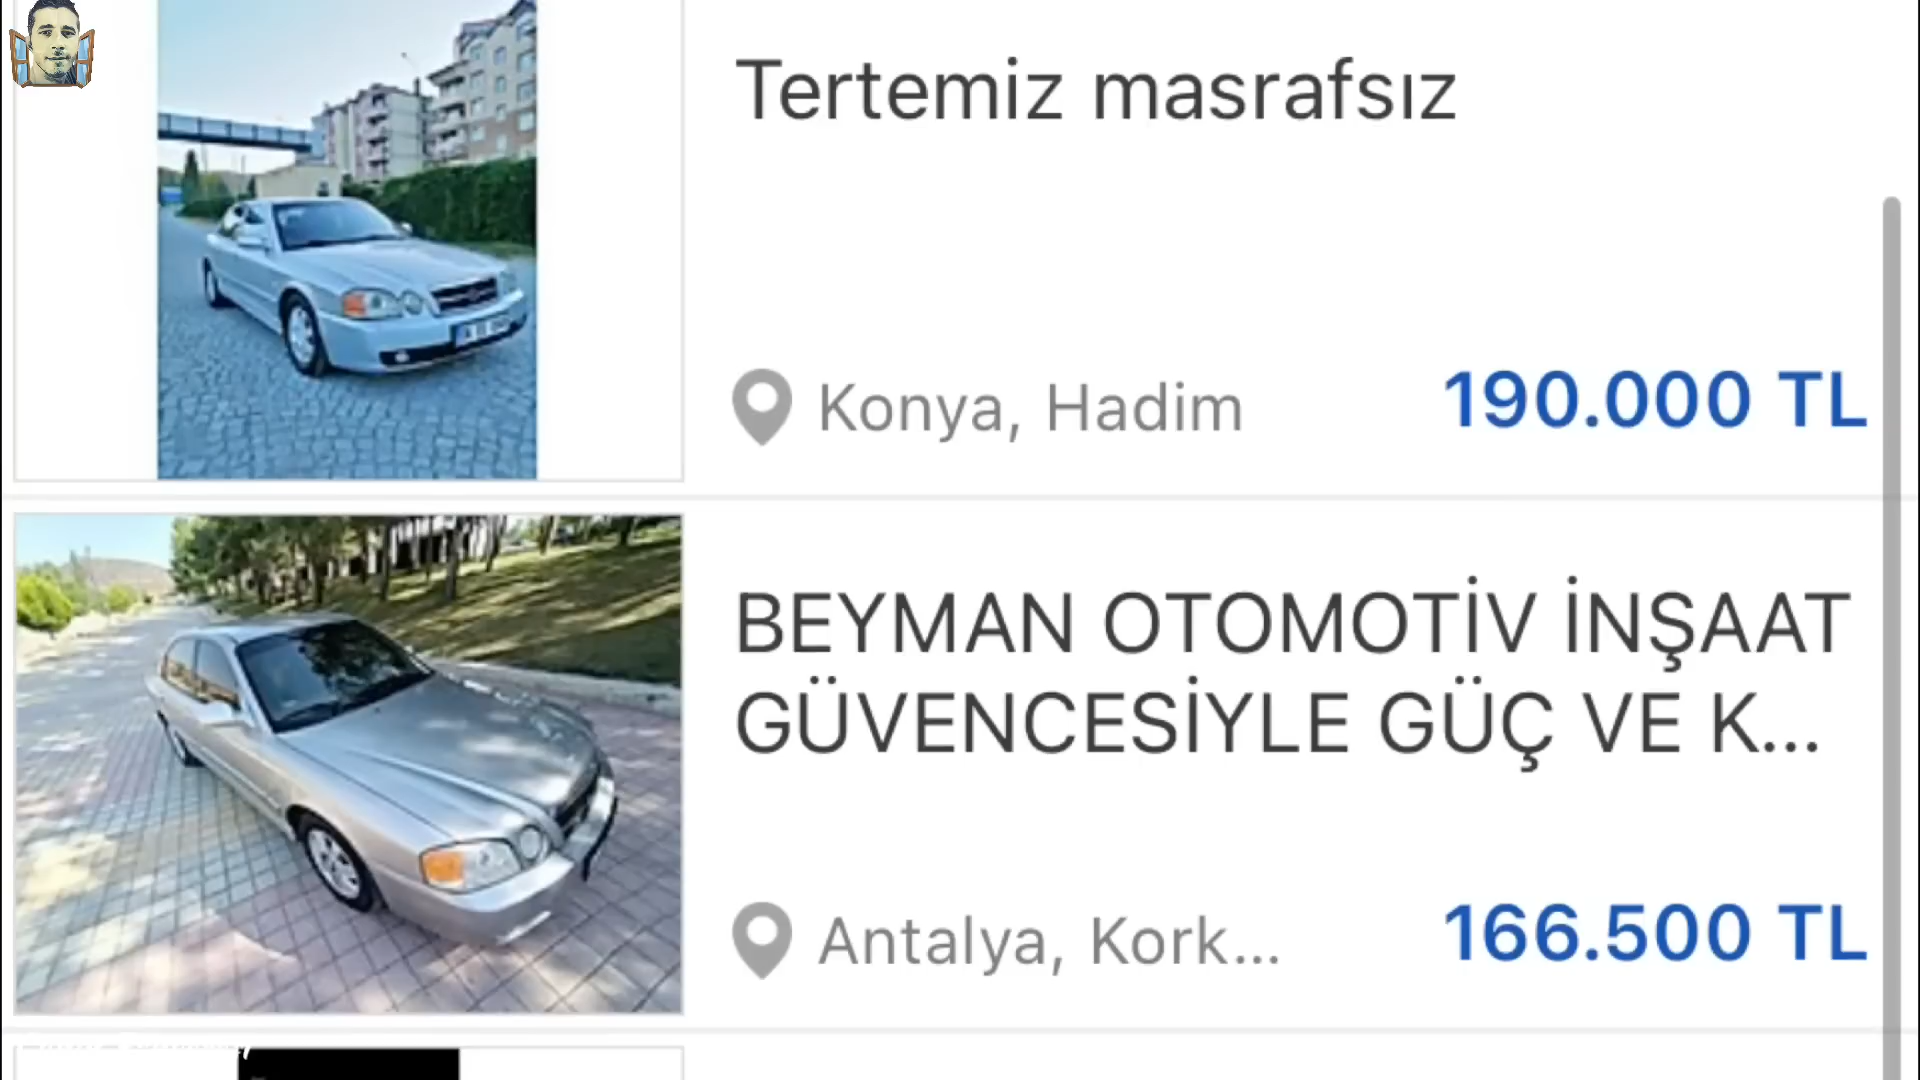 Tertemiz masrafsız
Konya, Hadim
190.000 TL
BEYMAN OTOMOTİV İNŞAAT
GÜVENCESİYLE GÜÇ VE K...
Antalya, Kork...
166.500 TL